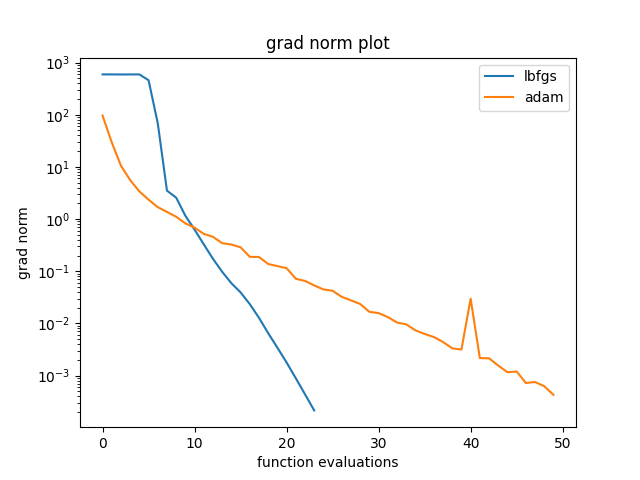 grad norm plot
lbfgs
adam
10³
10²
10¹
10⁰
10⁻¹
10⁻²
10⁻³
grad norm
0 10 20 30 40 50
function evaluations